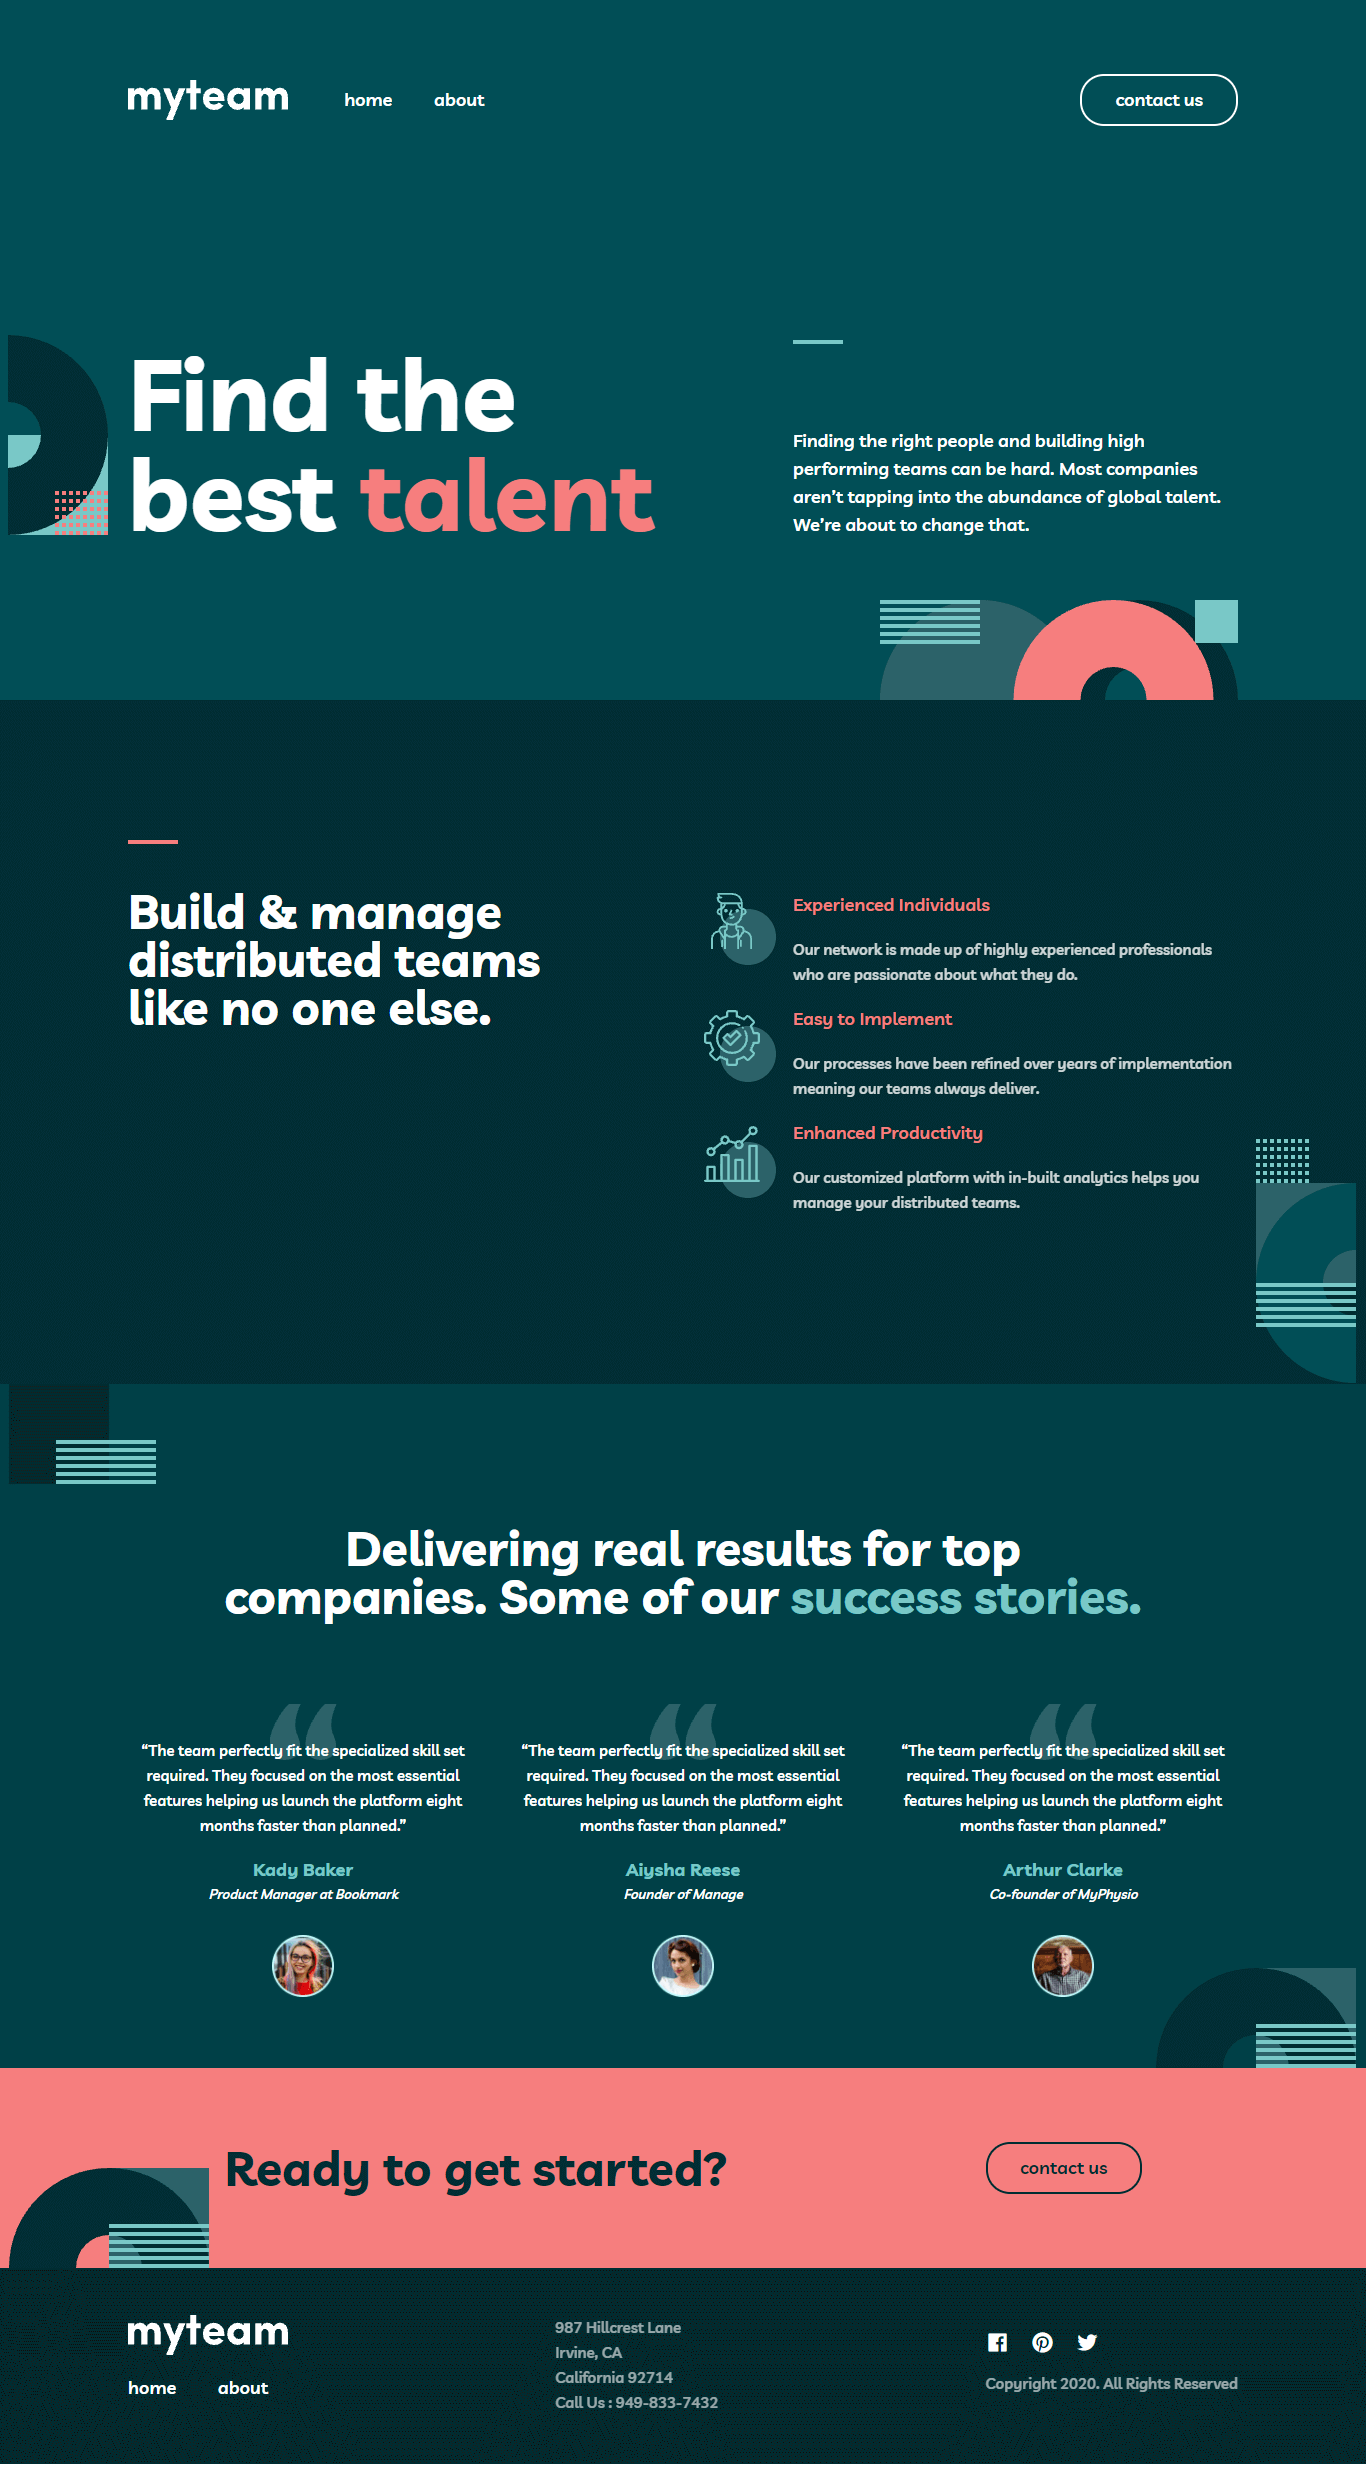 myteam
home
about
contact us
Find the
best talent
Finding the right people and building high
performing teams can be hard. Most companies
aren’t tapping into the abundance of global talent.
We’re about to change that.
Build & manage
distributed teams
like no one else.
Experienced Individuals
Our network is made up of highly experienced professionals
who are passionate about what they do.
Easy to Implement
Our processes have been refined over years of implementation
meaning our teams always deliver.
Enhanced Productivity
Our customized platform with in-built analytics helps you
manage your distributed teams.
Delivering real results for top
companies. Some of our success stories.
“The team perfectly fit the specialized skill set
required. They focused on the most essential
features helping us launch the platform eight
months faster than planned.”
Kady Baker
Product Manager at Bookmark
“The team perfectly fit the specialized skill set
required. They focused on the most essential
features helping us launch the platform eight
months faster than planned.”
Aiysha Reese
Founder of Manage
“The team perfectly fit the specialized skill set
required. They focused on the most essential
features helping us launch the platform eight
months faster than planned.”
Arthur Clarke
Co-founder of MyPhysio
Ready to get started?
contact us
myteam
home
about
987 Hillcrest Lane
Irvine, CA
California 92714
Call Us : 949-833-7432
Copyright 2020. All Rights Reserved